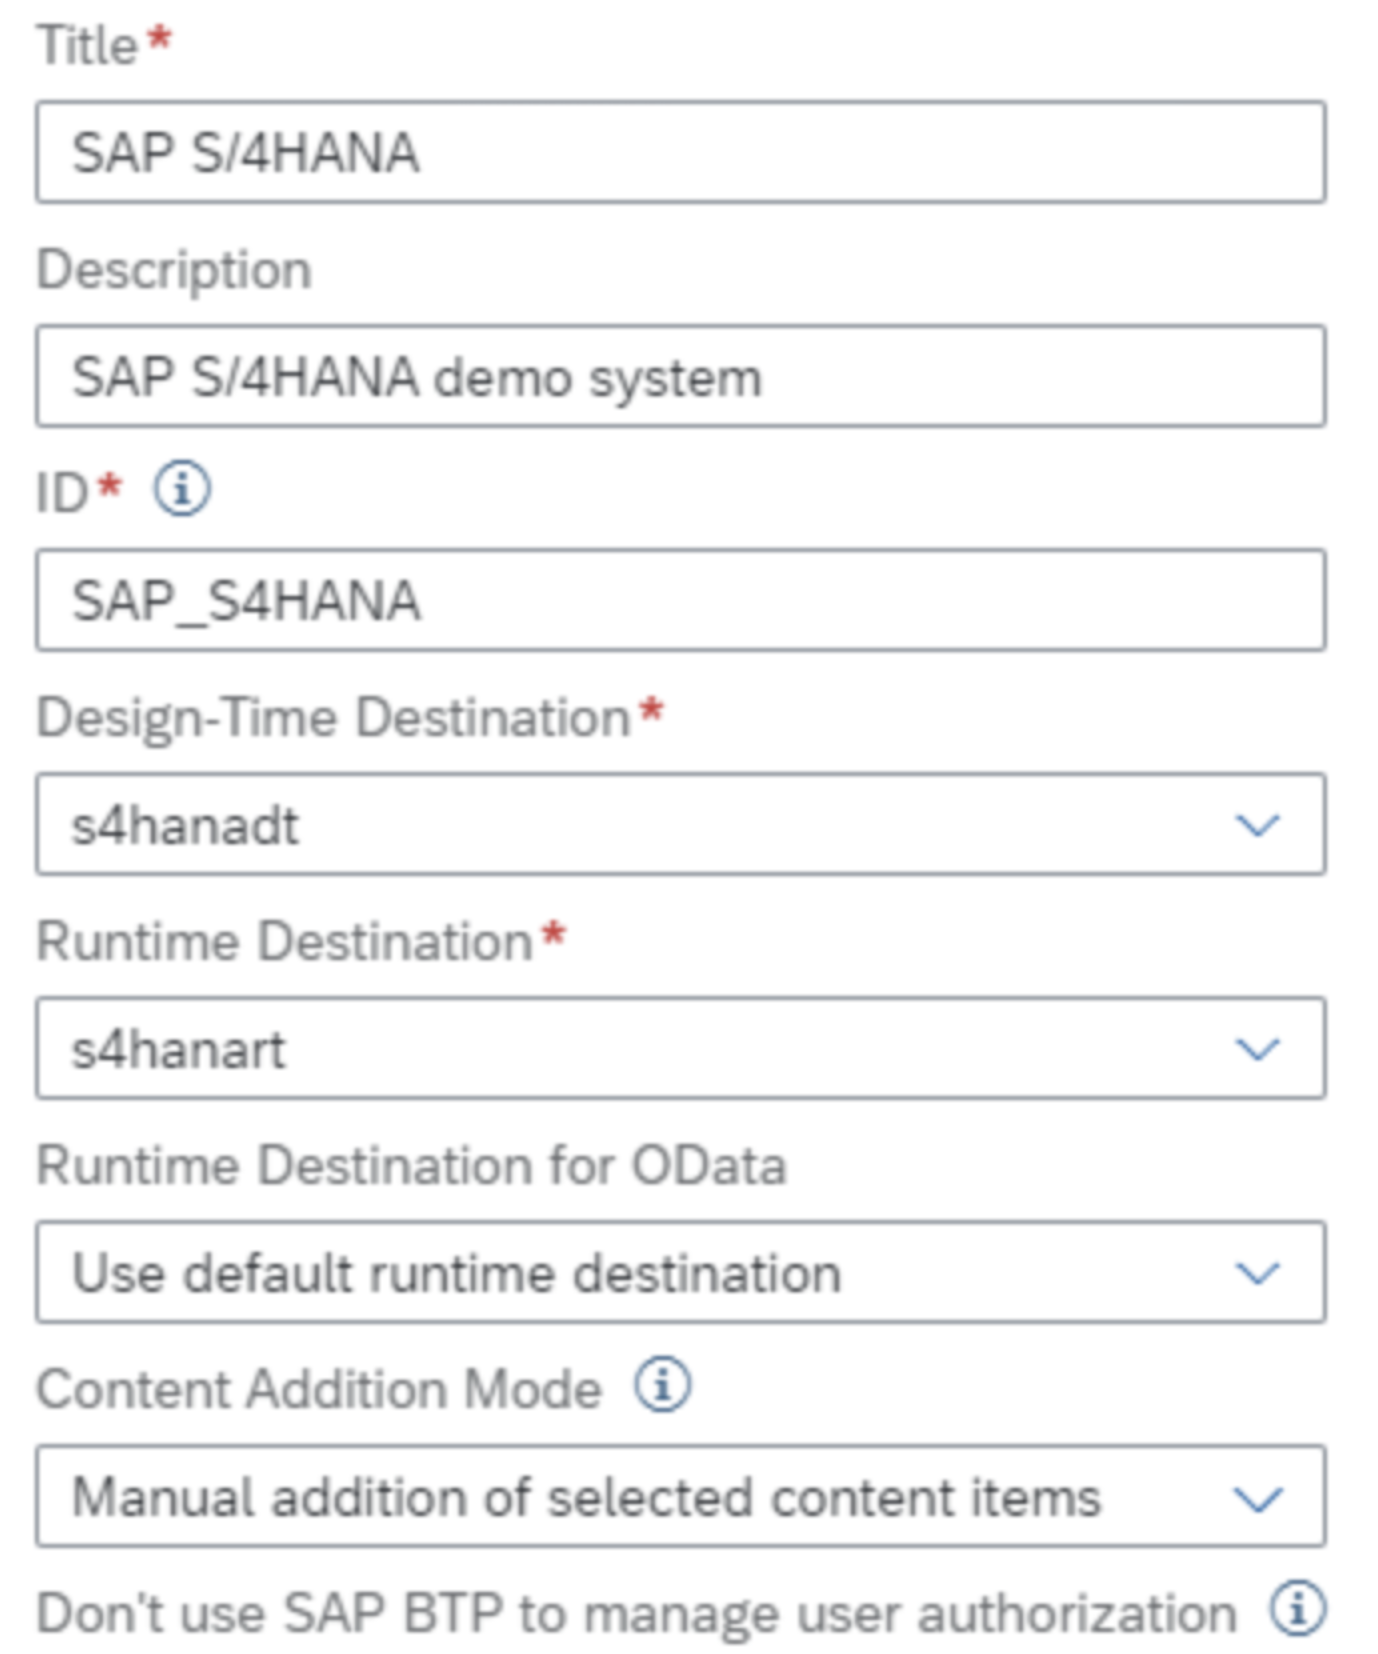 Title*
SAP S/4HANA
Description
SAP S/4HANA demo system
ID*
SAP_S4HANA
Design-Time Destination*
s4hanadt
Runtime Destination*
s4hanart
Runtime Destination for OData
Use default runtime destination
Content Addition Mode
Manual addition of selected content items
Don't use SAP BTP to manage user authorization